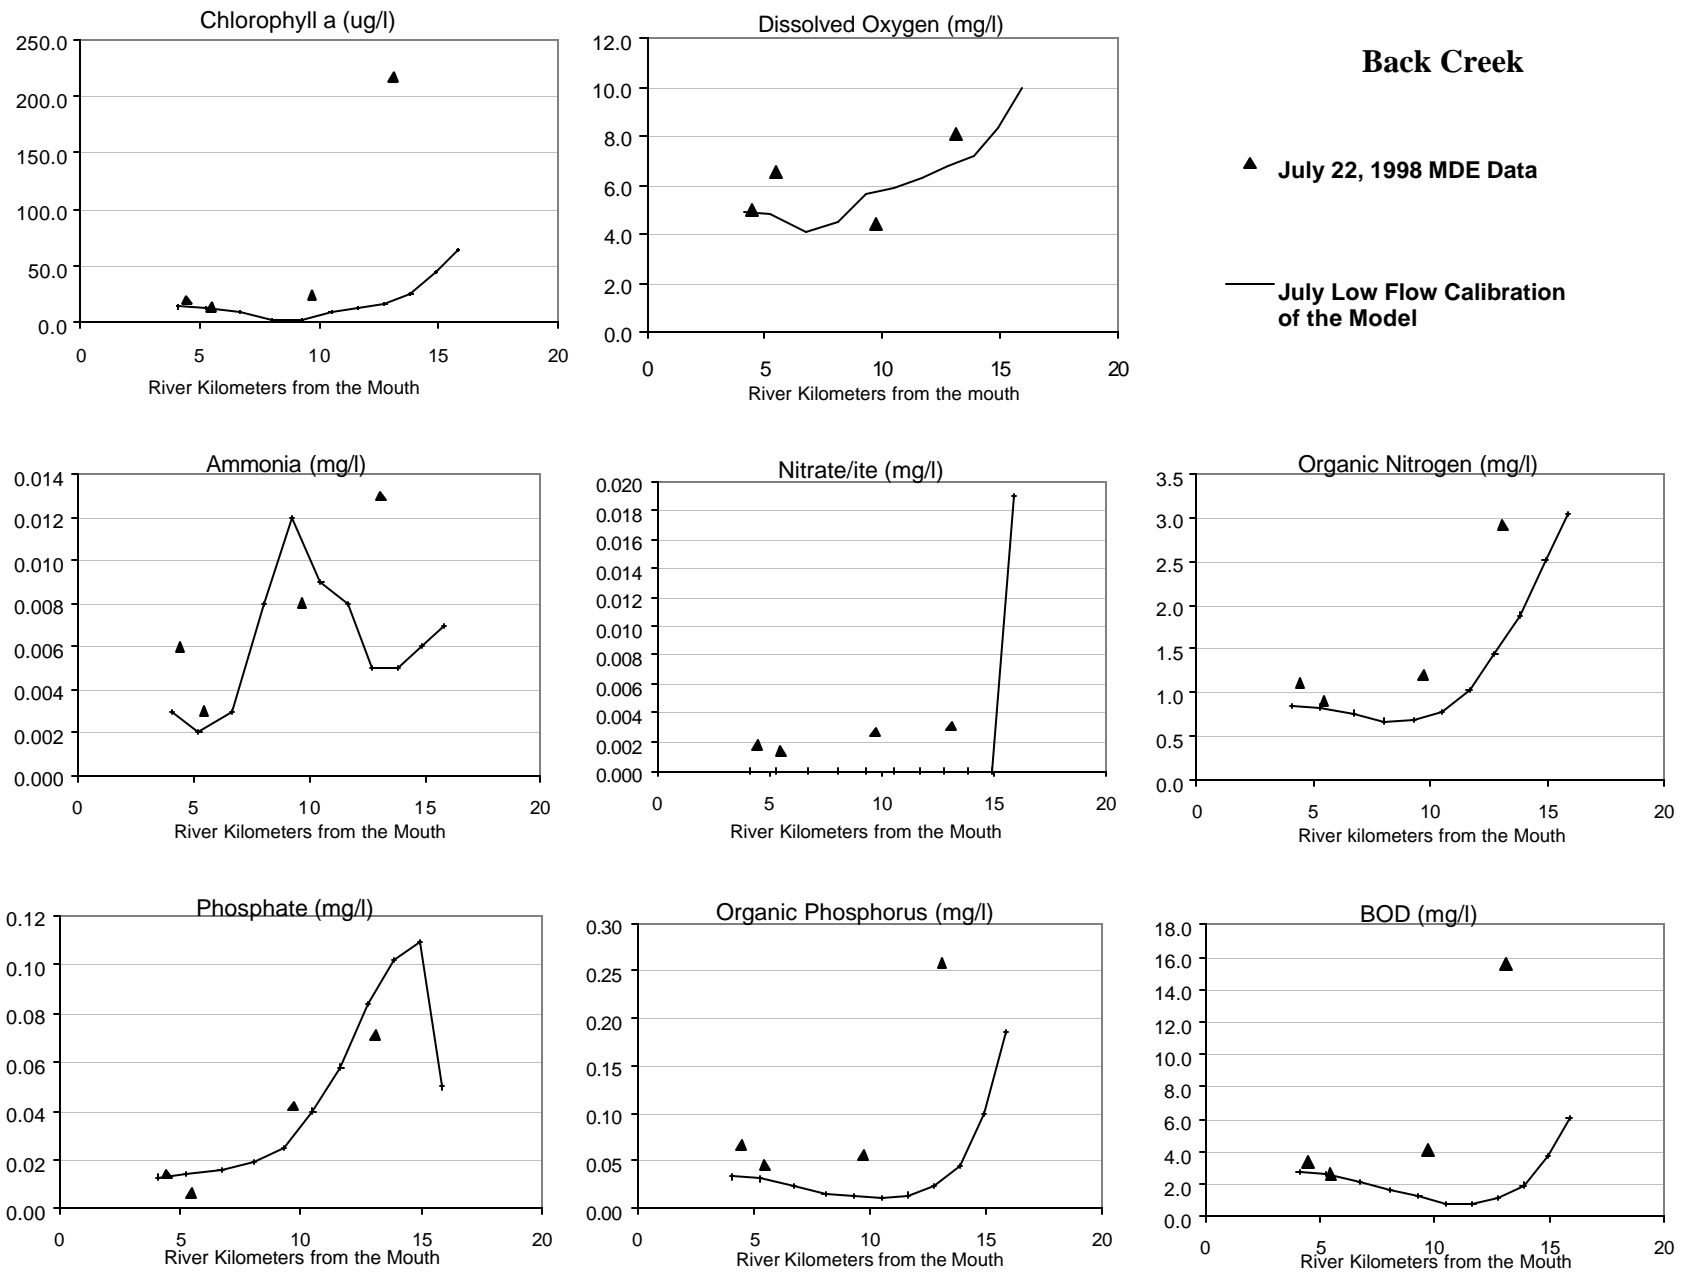 Chlorophyll a (ug/l)
250.0
200.0
150.0
100.0
50.0
0.0
0 5 10 15 20
River Kilometers from the Mouth
Dissolved Oxygen (mg/l)
12.0
10.0
8.0
6.0
4.0
2.0
0.0
0 5 10 15 20
River Kilometers from the mouth
Back Creek
July 22, 1998 MDE Data
July Low Flow Calibration
of the Model
Ammonia (mg/l)
0.014
0.012
0.010
0.008
0.006
0.004
0.002
0.000
0 5 10 15 20
River Kilometers from the Mouth
Nitrate/ite (mg/l)
0.020
0.018
0.016
0.014
0.012
0.010
0.008
0.006
0.004
0.002
0.000
0 5 10 15 20
River Kilometers from the Mouth
Organic Nitrogen (mg/l)
3.5
3.0
2.5
2.0
1.5
1.0
0.5
0.0
0 5 10 15 20
River kilometers from the Mouth
Phosphate (mg/l)
0.12
0.10
0.08
0.06
0.04
0.02
0.00
0 5 10 15 20
River Kilometers from the Mouth
Organic Phosphorus (mg/l)
0.30
0.25
0.20
0.15
0.10
0.05
0.00
0 5 10 15 20
River Kilometers from the Mouth
BOD (mg/l)
18.0
16.0
14.0
12.0
10.0
8.0
6.0
4.0
2.0
0.0
0 5 10 15 20
River Kilometers from the Mouth